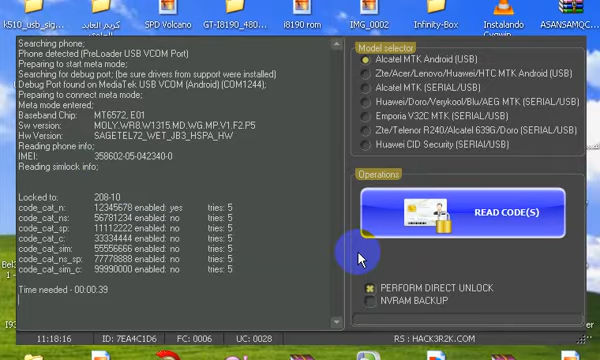 k510_usb_sig...
كريم العابد
SPD Volcano
GT-I8190_480...
i8190 rom
IMG_0002
Infinity-Box
Instalando
Cygwin
ASANSAMQC...
Searching phone;
Phone detected (PreLoader USB VCOM Port)
Preparing to start meta mode;
Searching for debug port; (be sure drivers from support were installed)
Debug Port found on MediaTek USB VCOM (Android) (COM1244);
Preparing to connect meta mode;
Meta mode entered;
Baseband Chip: MT6572, E01
Sw version: MOLY.WR8.W1315.MD.WG.MP.V1.F2.P5
Hw Version: SAGETEL72_WET_JB3_HSPA_HW
Reading phone info;
IMEI: 358602-05-042340-0
Reading simlock info;
Locked to: 208-10
code_cat_n: 12345678 enabled: yes tries: 5
code_cat_ns: 56781234 enabled: no tries: 5
code_cat_sp: 11112222 enabled: no tries: 5
code_cat_c: 33334444 enabled: no tries: 5
code_cat_sim: 55556666 enabled: no tries: 5
code_cat_ns_sp: 77778888 enabled: no tries: 5
code_cat_sim_c: 99990000 enabled: no tries: 5
Time needed - 00:00:39
Model selector
Alcatel MTK Android (USB)
Zte/Acer/Lenovo/Huawei/HTC MTK Android (USB)
Alcatel MTK (SERIAL/USB)
Huawei/Doro/Verykool/Blu/AEG MTK (SERIAL/USB)
Emporia V32C MTK (SERIAL/USB)
Zte/Telenor R240/Alcatel 639G/Doro (SERIAL/USB)
Huawei CID Security (SERIAL/USB)
Operations
READ CODE(S)
PERFORM DIRECT UNLOCK
NVRAM BACKUP
11:18:16
ID: 7EA4C1D6
FC: 0006
UC: 0028
RS : HACK3R2K.COM